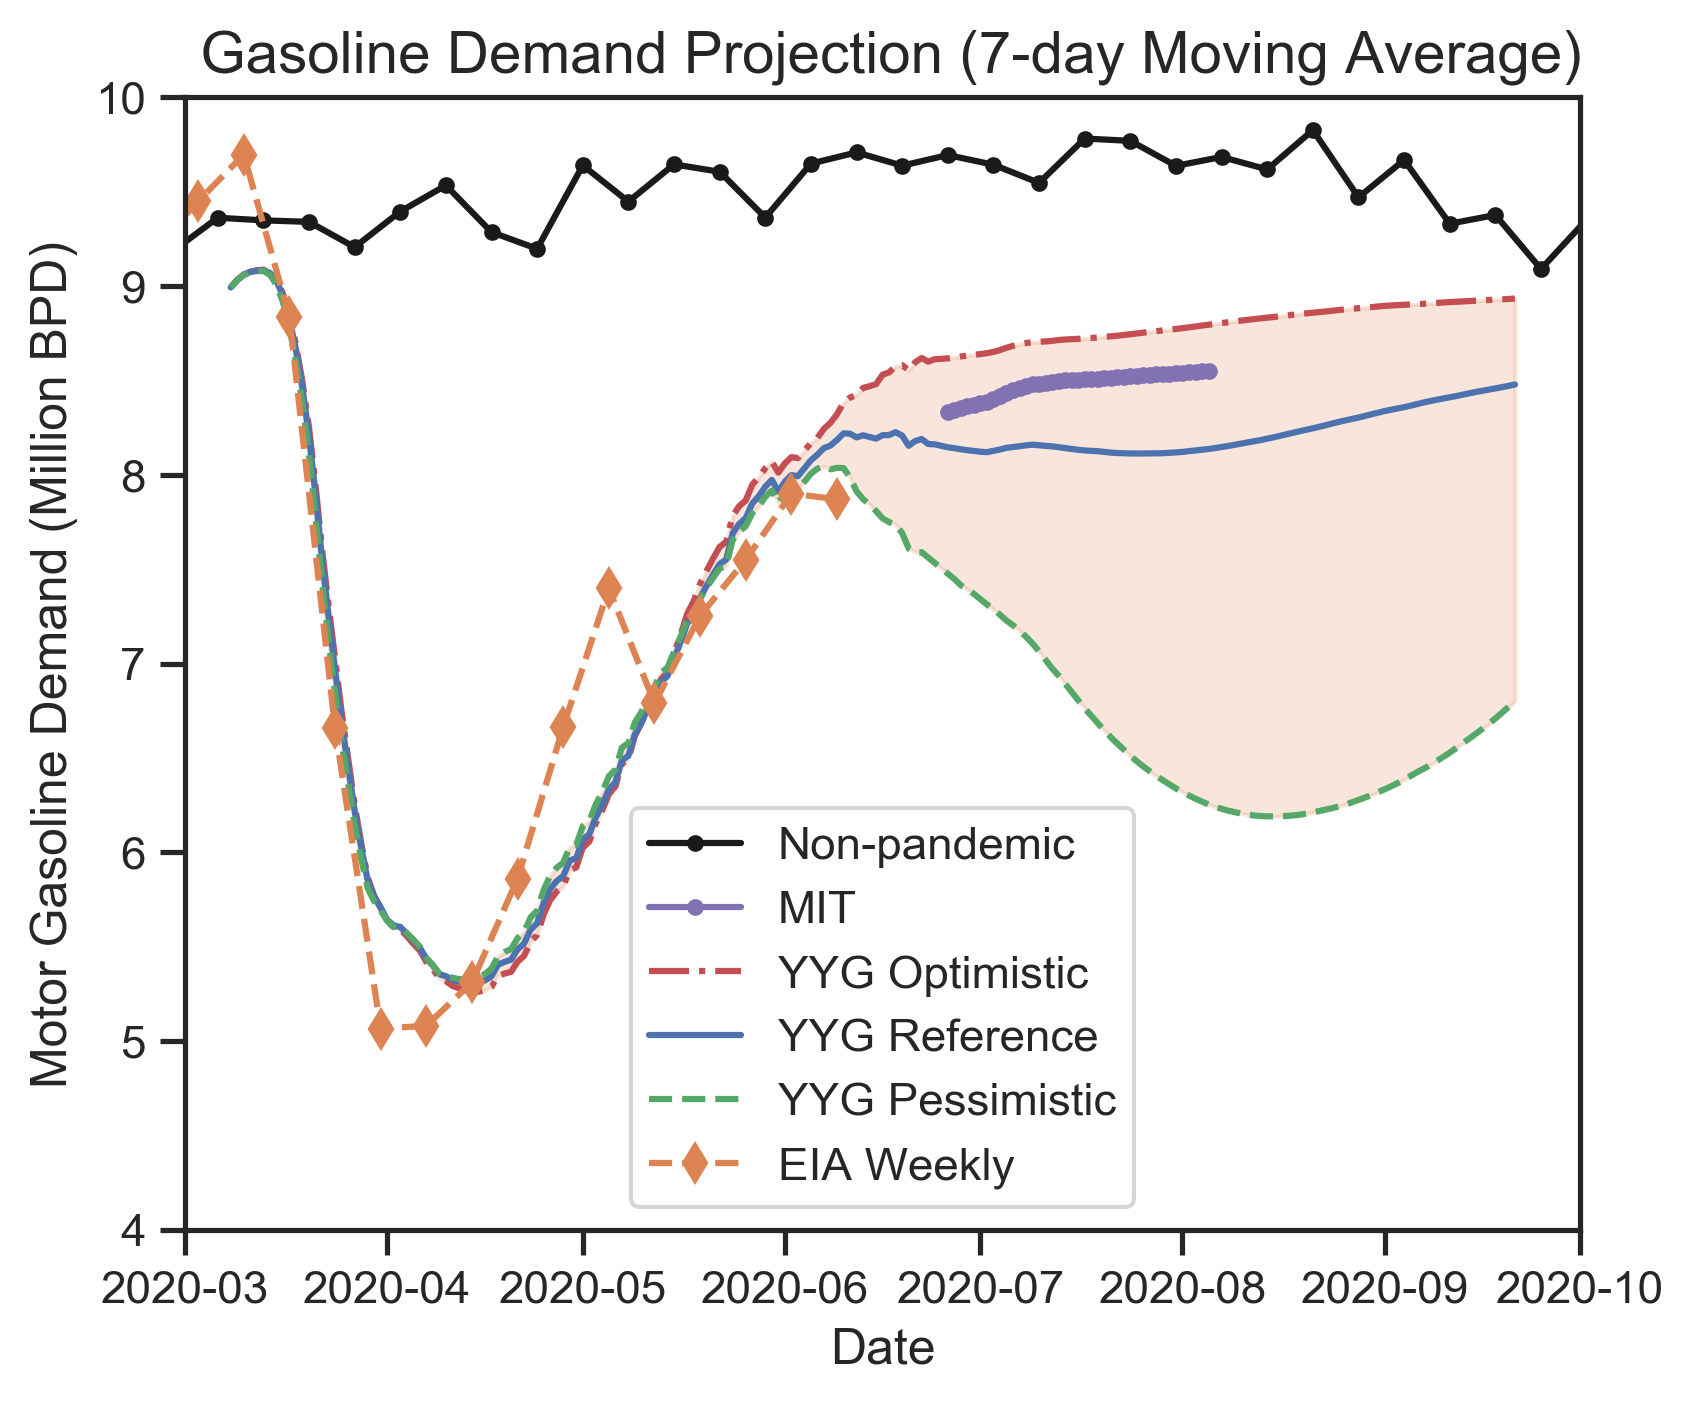 Gasoline Demand Projection (7-day Moving Average)
Motor Gasoline Demand (Million BPD)
10
9
8
7
6
5
4
Non-pandemic
MIT
YYG Optimistic
YYG Reference
YYG Pessimistic
EIA Weekly
2020-03 2020-04 2020-05 2020-06 2020-07 2020-08 2020-09 2020-10
Date